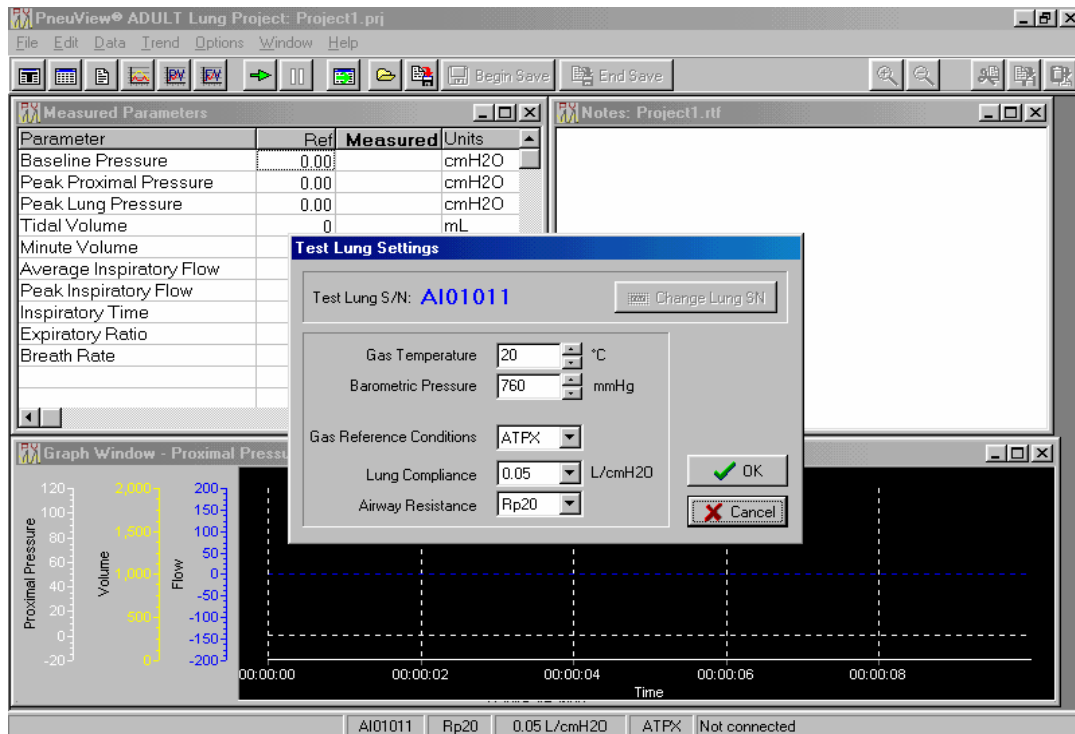 PneuView® ADULT Lung Project: Project1.prj
File Edit Data Trend Options Window Help
Begin Save End Save
Measured Parameters
Parameter Ref Measured Units
Baseline Pressure 0.00 cmH2O
Peak Proximal Pressure 0.00 cmH2O
Peak Lung Pressure 0.00 cmH2O
Tidal Volume 0 mL
Minute Volume
Average Inspiratory Flow
Peak Inspiratory Flow
Inspiratory Time
Expiratory Ratio
Breath Rate
Notes: Project1.rtf
Test Lung Settings
Test Lung S/N: AI01011 Change Lung SN
Gas Temperature 20 °C
Barometric Pressure 760 mmHg
Gas Reference Conditions ATPX
Lung Compliance 0.05 L/cmH2O
Airway Resistance Rp20
OK
Cancel
Graph Window - Proximal Pressu
Proximal Pressure
120
100
80
60
40
20
0
-20
Volume
2,000
1,500
1,000
500
0
Flow
200
150
100
50
0
-50
-100
-150
-200
00:00:00 00:00:02 00:00:04 00:00:06 00:00:08
Time
AI01011 Rp20 0.05 L/cmH2O ATPX Not connected